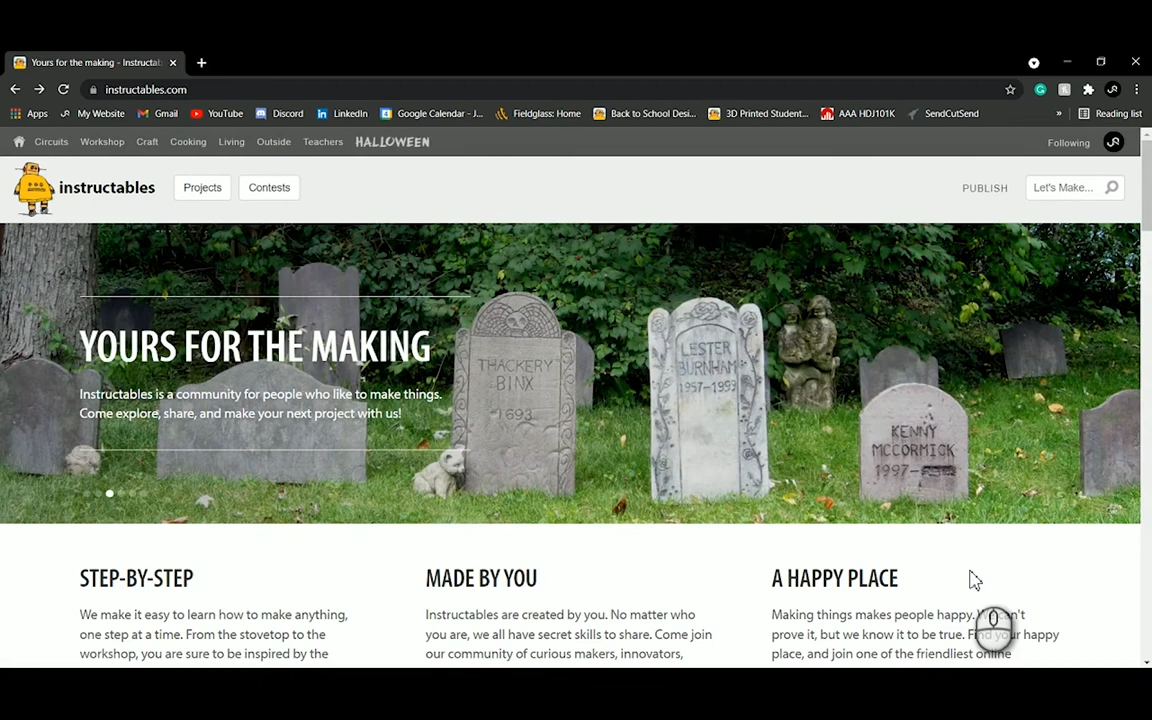 Yours for the making - Instructab
instructables.com
Apps My Website Gmail YouTube Discord LinkedIn Google Calendar - J... Fieldglass: Home Back to School Desi... 3D Printed Student... AAA HDJ101K SendCutSend » Reading list
Circuits Workshop Craft Cooking Living Outside Teachers HALLOWEEN Following
instructables Projects Contests PUBLISH Let's Make...
YOURS FOR THE MAKING
Instructables is a community for people who like to make things.
Come explore, share, and make your next project with us!
THACKERY
BINX
1693
LESTER
BURNHAM
1957-1999
KENNY
MCCORMICK
1997-
STEP-BY-STEP
We make it easy to learn how to make anything,
one step at a time. From the stovetop to the
workshop, you are sure to be inspired by the
MADE BY YOU
Instructables are created by you. No matter who
you are, we all have secret skills to share. Come join
our community of curious makers, innovators,
A HAPPY PLACE
Making things makes people happy. We can't
prove it, but we know it to be true. Find your happy
place, and join one of the friendliest online